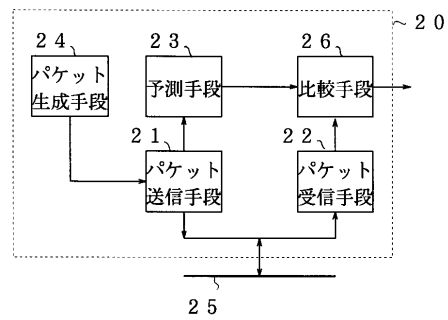 20
24
23
26
パケット
生成手段
予測手段
比較手段
21
22
パケット
送信手段
パケット
受信手段
25